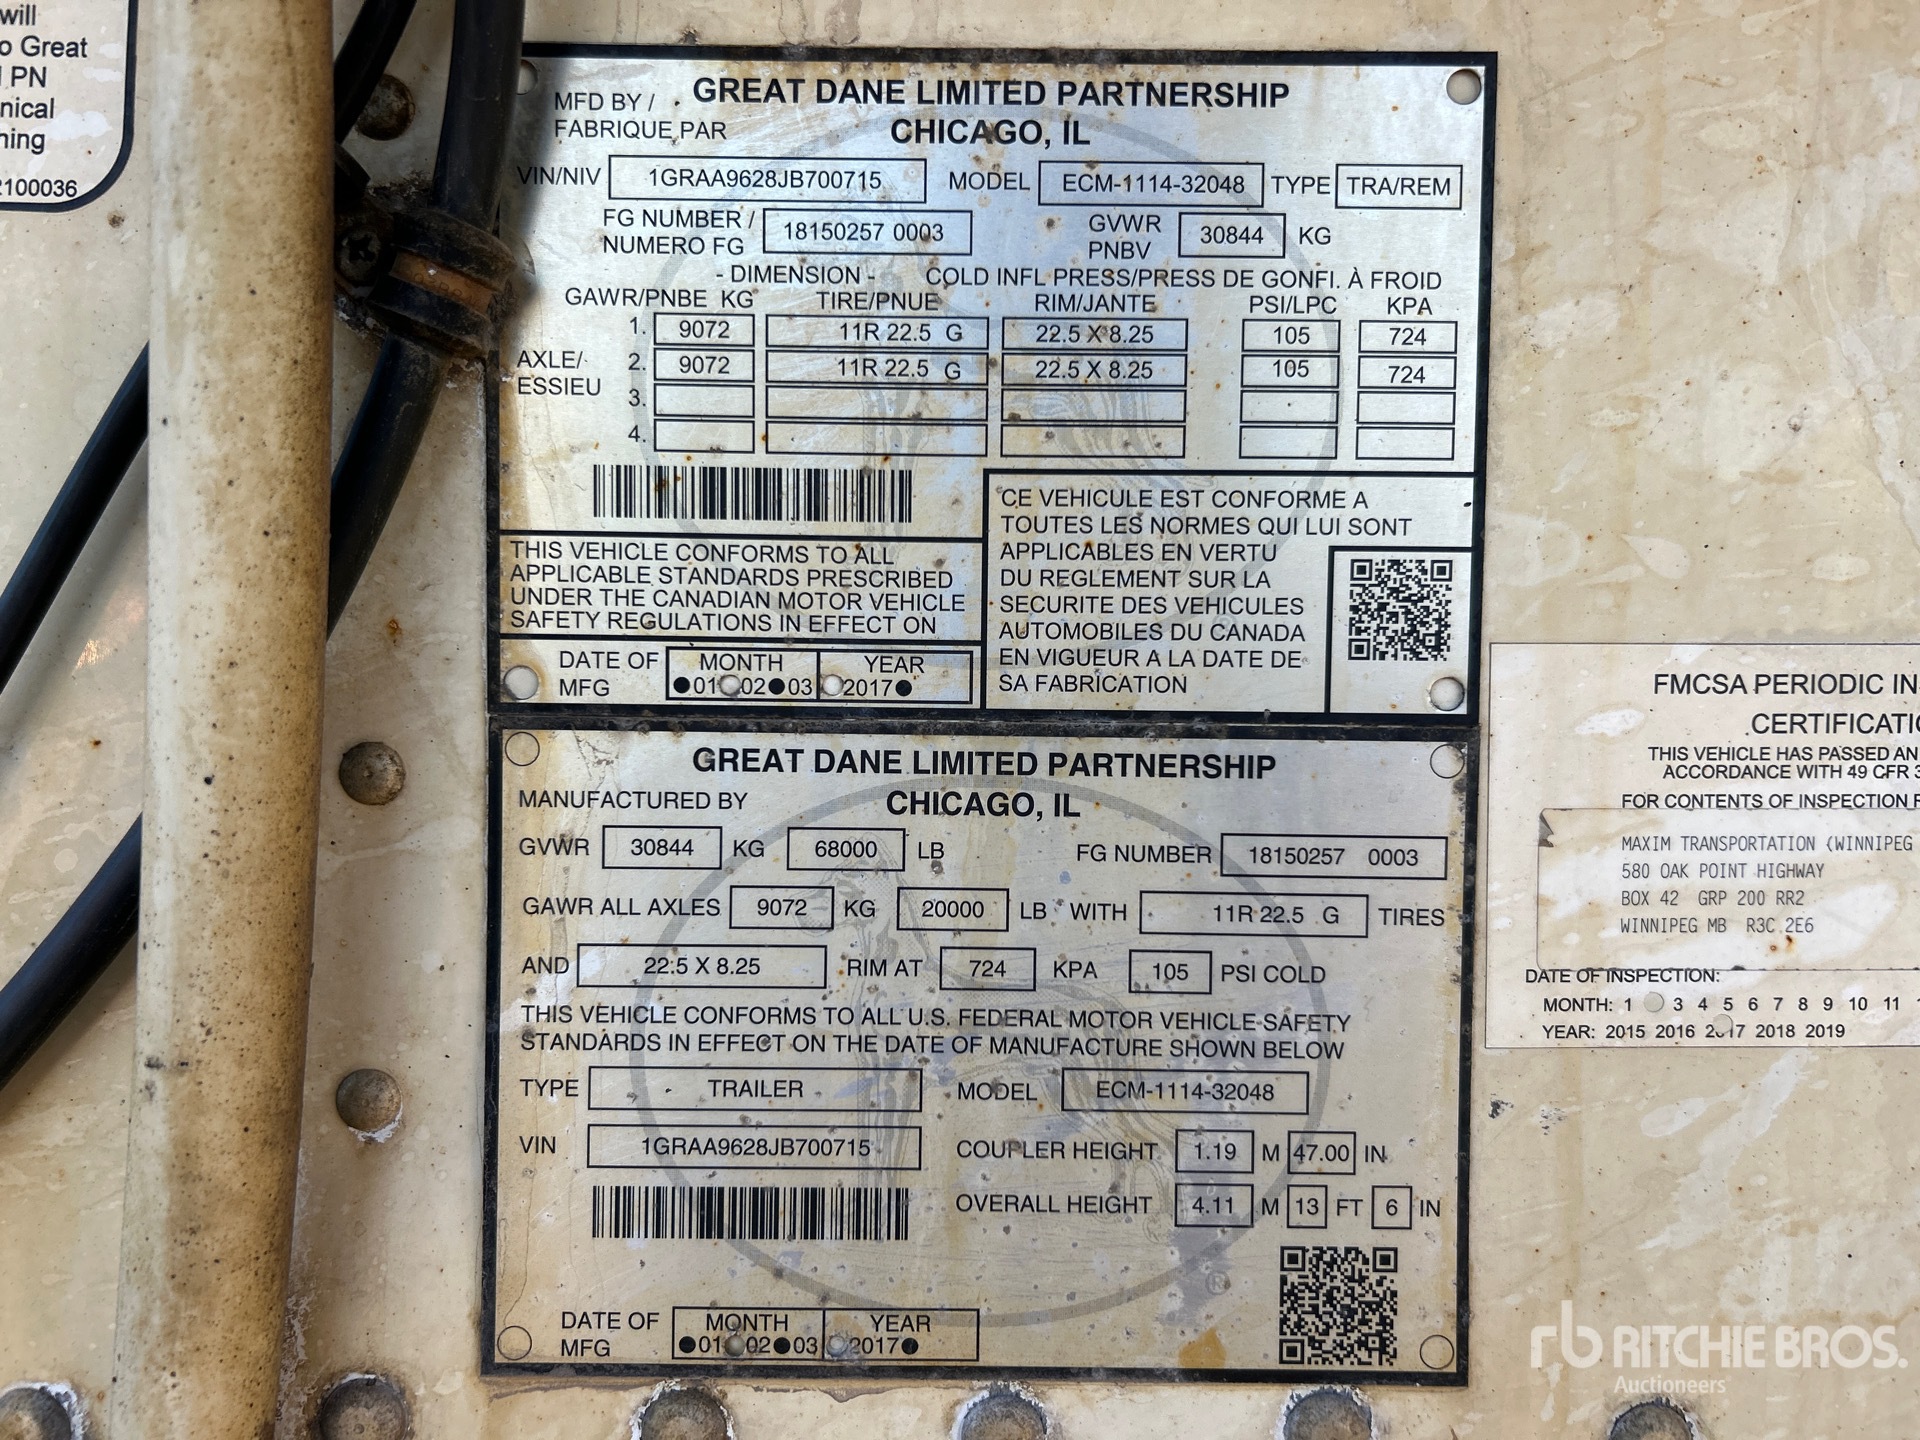 will
o Great
PN
nical
ning
2100036
MFD BY / GREAT DANE LIMITED PARTNERSHIP
FABRIQUE PAR CHICAGO, IL
VIN/NIV 1GRAA9628JB700715 MODEL ECM-1114-32048 TYPE TRA/REM
FG NUMBER / NUMERO FG 18150257 0003 GVWR PNBV 30844 KG
- DIMENSION - COLD INFL PRESS/PRESS DE GONFI. À FROID
GAWR/PNBE KG TIRE/PNUE RIM/JANTE PSI/LPC KPA
AXLE/ ESSIEU
1. 9072 11R 22.5 G 22.5 X 8.25 105 724
2. 9072 11R 22.5 G 22.5 X 8.25 105 724
3.
4.
THIS VEHICLE CONFORMS TO ALL
APPLICABLE STANDARDS PRESCRIBED
UNDER THE CANADIAN MOTOR VEHICLE
SAFETY REGULATIONS IN EFFECT ON
DATE OF MFG MONTH YEAR
01 02 03 2017
CE VEHICULE EST CONFORME A
TOUTES LES NORMES QUI LUI SONT
APPLICABLES EN VERTU
DU REGLEMENT SUR LA
SECURITE DES VEHICULES
AUTOMOBILES DU CANADA
EN VIGUEUR A LA DATE DE
SA FABRICATION
GREAT DANE LIMITED PARTNERSHIP
MANUFACTURED BY CHICAGO, IL
GVWR 30844 KG 68000 LB FG NUMBER 18150257 0003
GAWR ALL AXLES 9072 KG 20000 LB WITH 11R 22.5 G TIRES
AND 22.5 X 8.25 RIM AT 724 KPA 105 PSI COLD
THIS VEHICLE CONFORMS TO ALL U.S. FEDERAL MOTOR VEHICLE SAFETY
STANDARDS IN EFFECT ON THE DATE OF MANUFACTURE SHOWN BELOW
TYPE TRAILER MODEL ECM-1114-32048
VIN 1GRAA9628JB700715 COUPLER HEIGHT 1.19 M 47.00 IN
OVERALL HEIGHT 4.11 M 13 FT 6 IN
DATE OF MFG MONTH YEAR
01 02 03 2017
®
FMCSA PERIODIC IN
CERTIFICATIO
THIS VEHICLE HAS PASSED AN
ACCORDANCE WITH 49 CFR 3
FOR CONTENTS OF INSPECTION
MAXIM TRANSPORTATION (WINNIPEG
580 OAK POINT HIGHWAY
BOX 42 GRP 200 RR2
WINNIPEG MB R3C 2E6
DATE OF INSPECTION:
MONTH: 1 3 4 5 6 7 8 9 10 11
YEAR: 2015 2016 2017 2018 2019
rb RITCHIE BROS.
Auctioneers